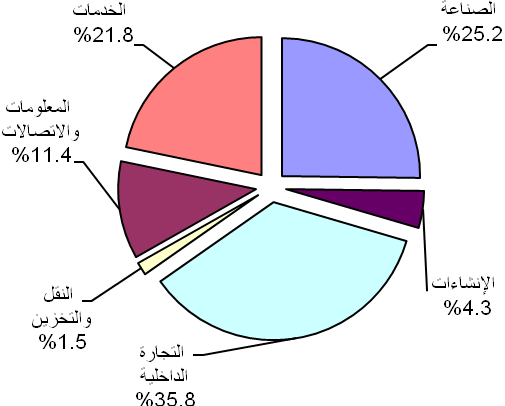 الخدمات
%21.8
الصناعة
%25.2
المعلومات
والاتصالات
%11.4
الإنشاءات
%4.3
النقل
والتخزين
%1.5
التجارة
الداخلية
%35.8